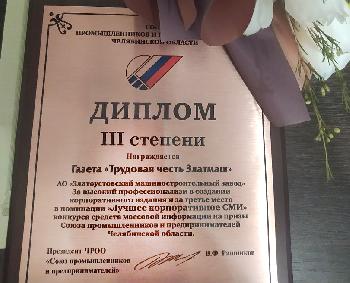 ПРОМЫШЛЕННИКОВ И
ЧЕЛЯБИНСКОЙ ОБЛАСТИ
ДИПЛОМ
III степени
Награждается
Газета «Трудовая честь Златмаш»
АО «Златоустовский машиностроительный завод»
За высокий профессионализм в создании
корпоративного издания и за третье место
в номинации «Лучшее корпоративное СМИ»
конкурса средств массовой информации на призы
Союза промышленников и предпринимателей
Челябинской области.
Президент ЧРОО
«Союз промышленников
и предпринимателей»
В.Ф.